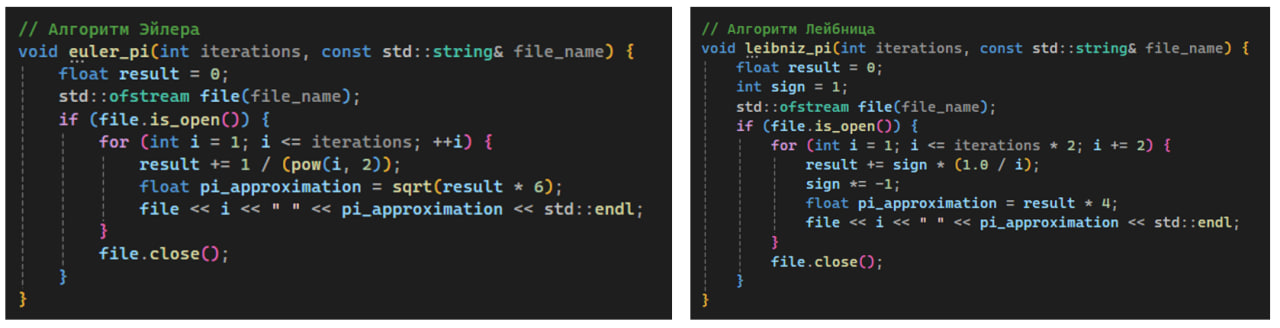 // Алгоритм Эйлера
void euler_pi(int iterations, const std::string& file_name) {
    float result = 0;
    std::ofstream file(file_name);
    if (file.is_open()) {
        for (int i = 1; i <= iterations; ++i) {
            result += 1 / (pow(i, 2));
            float pi_approximation = sqrt(result * 6);
            file << i << " " << pi_approximation << std::endl;
        }
        file.close();
    }
}
// Алгоритм Лейбница
void leibniz_pi(int iterations, const std::string& file_name) {
    float result = 0;
    int sign = 1;
    std::ofstream file(file_name);
    if (file.is_open()) {
        for (int i = 1; i <= iterations * 2; i += 2) {
            result += sign * (1.0 / i);
            sign *= -1;
            float pi_approximation = result * 4;
            file << i << " " << pi_approximation << std::endl;
        }
        file.close();
    }
}